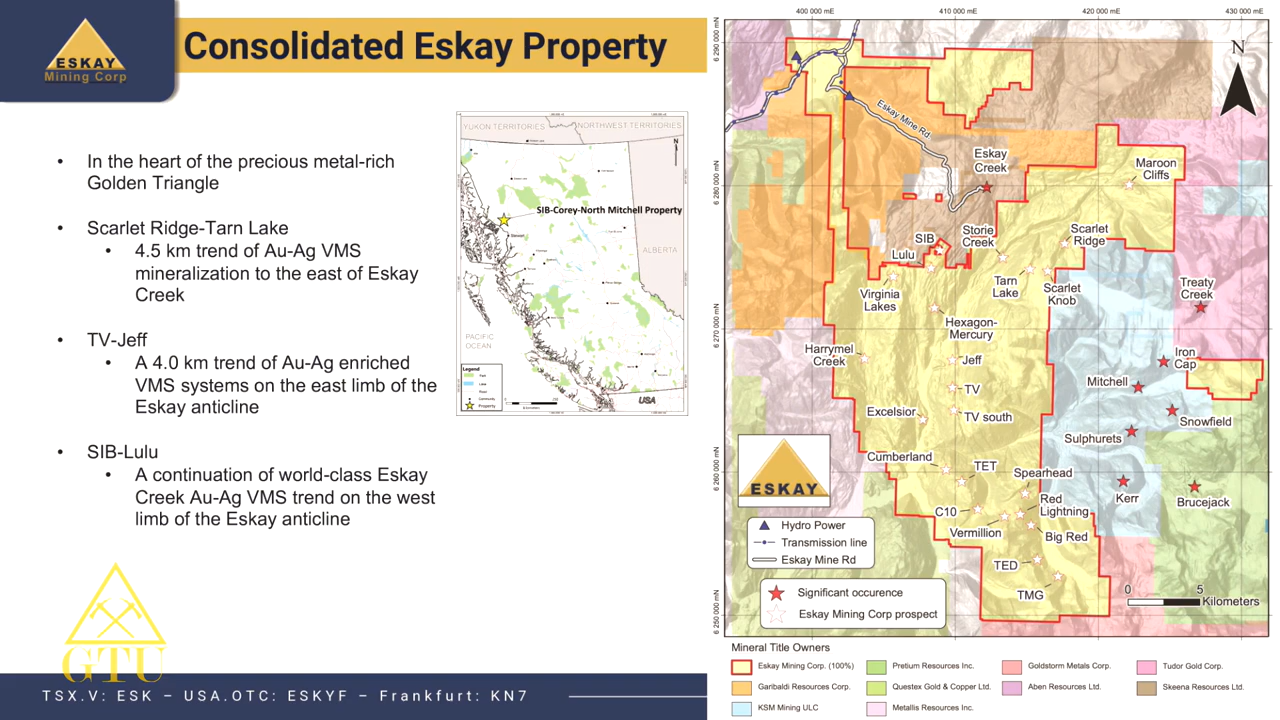 ESKAY
Mining Corp
Consolidated Eskay Property
• In the heart of the precious metal-rich
Golden Triangle
• Scarlet Ridge-Tarn Lake
• 4.5 km trend of Au-Ag VMS
mineralization to the east of Eskay
Creek
• TV-Jeff
• A 4.0 km trend of Au-Ag enriched
VMS systems on the east limb of the
Eskay anticline
• SIB-Lulu
• A continuation of world-class Eskay
Creek Au-Ag VMS trend on the west
limb of the Eskay anticline
GTU
TSX.V: ESK – USA.OTC: ESKYF – Frankfurt: KN7
YUKON TERRITORIES
NORTHWEST TERRITORIES
N
SIB-Corey-North Mitchell Property
Stewart
ALBERTA
PACIFIC
OCEAN
Legend
Park
Lake
Road
Community
Property
USA
400 000 mE
410 000 mE
420 000 mE
430 000 mE
6 290 000 mN
6 280 000 mN
6 270 000 mN
6 260 000 mN
6 250 000 mN
N
Eskay Mine Rd
Eskay
Creek
Maroon
Cliffs
SIB
Storie
Creek
Scarlet
Ridge
Lulu
Virginia
Lakes
Tarn
Lake
Scarlet
Knob
Treaty
Creek
Hexagon-
Mercury
Harrymel
Creek
Jeff
Iron
Cap
TV
Mitchell
Excelsior
TV south
Snowfield
Sulphurets
Cumberland
TET
Spearhead
Kerr
Brucejack
C10
Red
Lightning
Vermillion
Big Red
TED
TMG
ESKAY
Hydro Power
Transmission line
Eskay Mine Rd
Significant occurence
Eskay Mining Corp prospect
0 5
Kilometers
Mineral Title Owners
Eskay Mining Corp. (100%)
Pretium Resources Inc.
Goldstorm Metals Corp.
Tudor Gold Corp.
Garibaldi Resources Corp.
Questex Gold & Copper Ltd.
Aben Resources Ltd.
Skeena Resources Ltd.
KSM Mining ULC
Metallis Resources Inc.